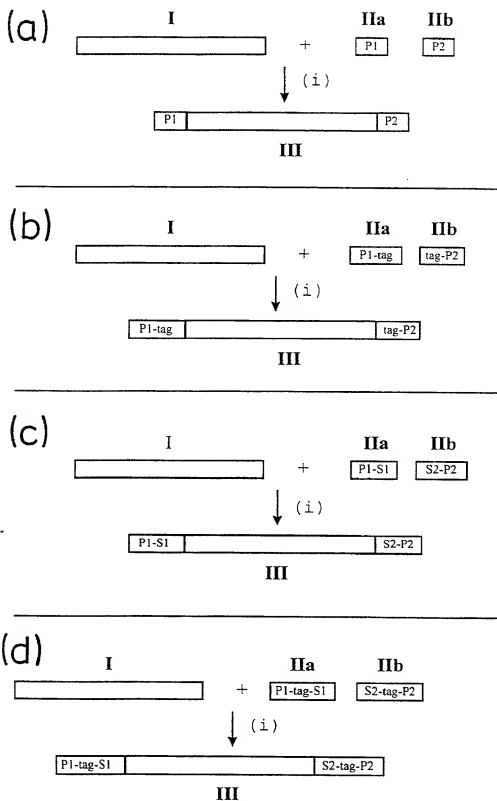 (a)
I IIa IIb
+ P1 P2
(i)
P1 P2
III
(b)
I IIa IIb
+ P1-tag tag-P2
(i)
P1-tag tag-P2
III
(c)
I IIa IIb
+ P1-S1 S2-P2
(i)
P1-S1 S2-P2
III
(d)
I IIa IIb
+ P1-tag-S1 S2-tag-P2
(i)
P1-tag-S1 S2-tag-P2
III